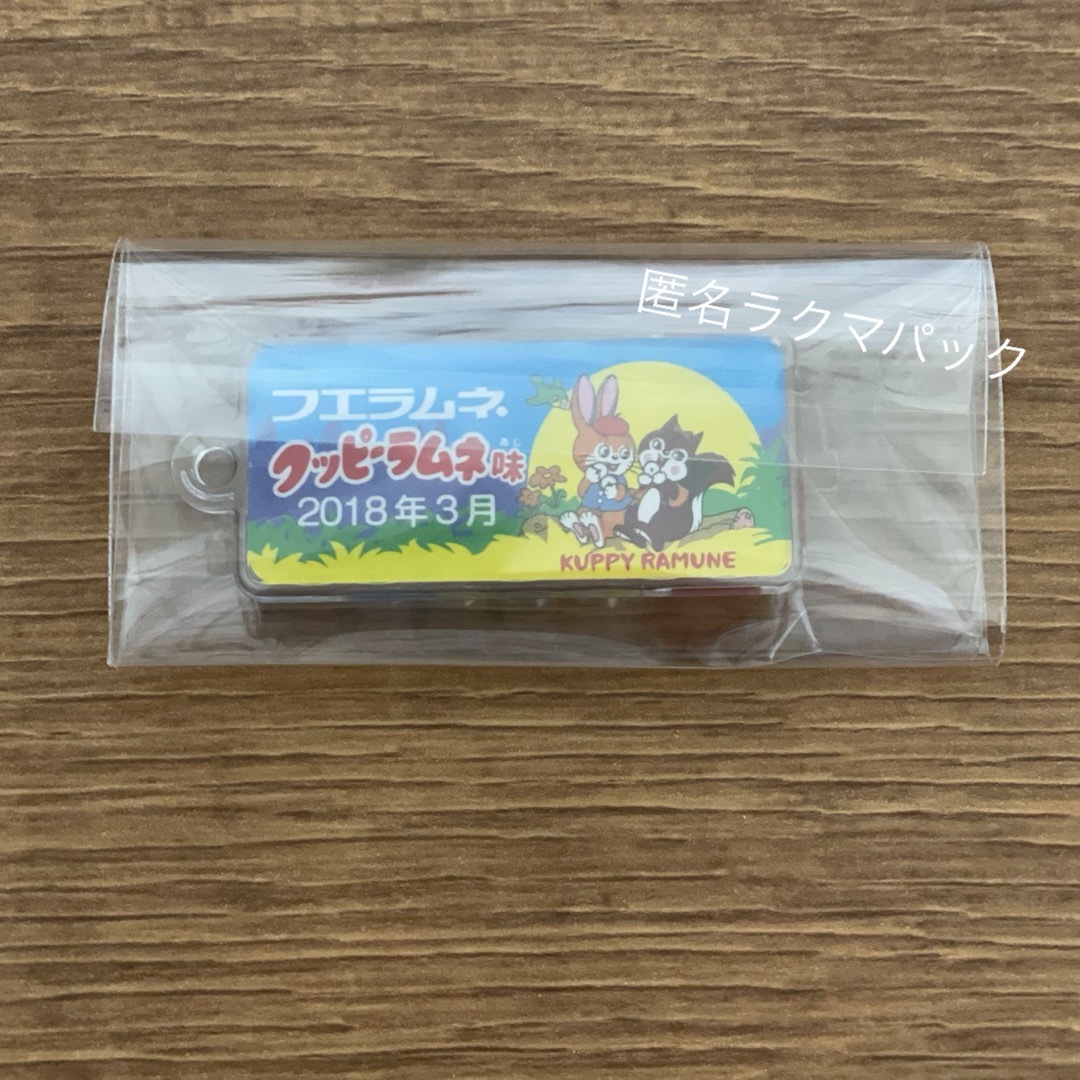 匿名ラクマパック
フエラムネ
あじ
クッピーラムネ味
2018年3月
KUPPY RAMUNE